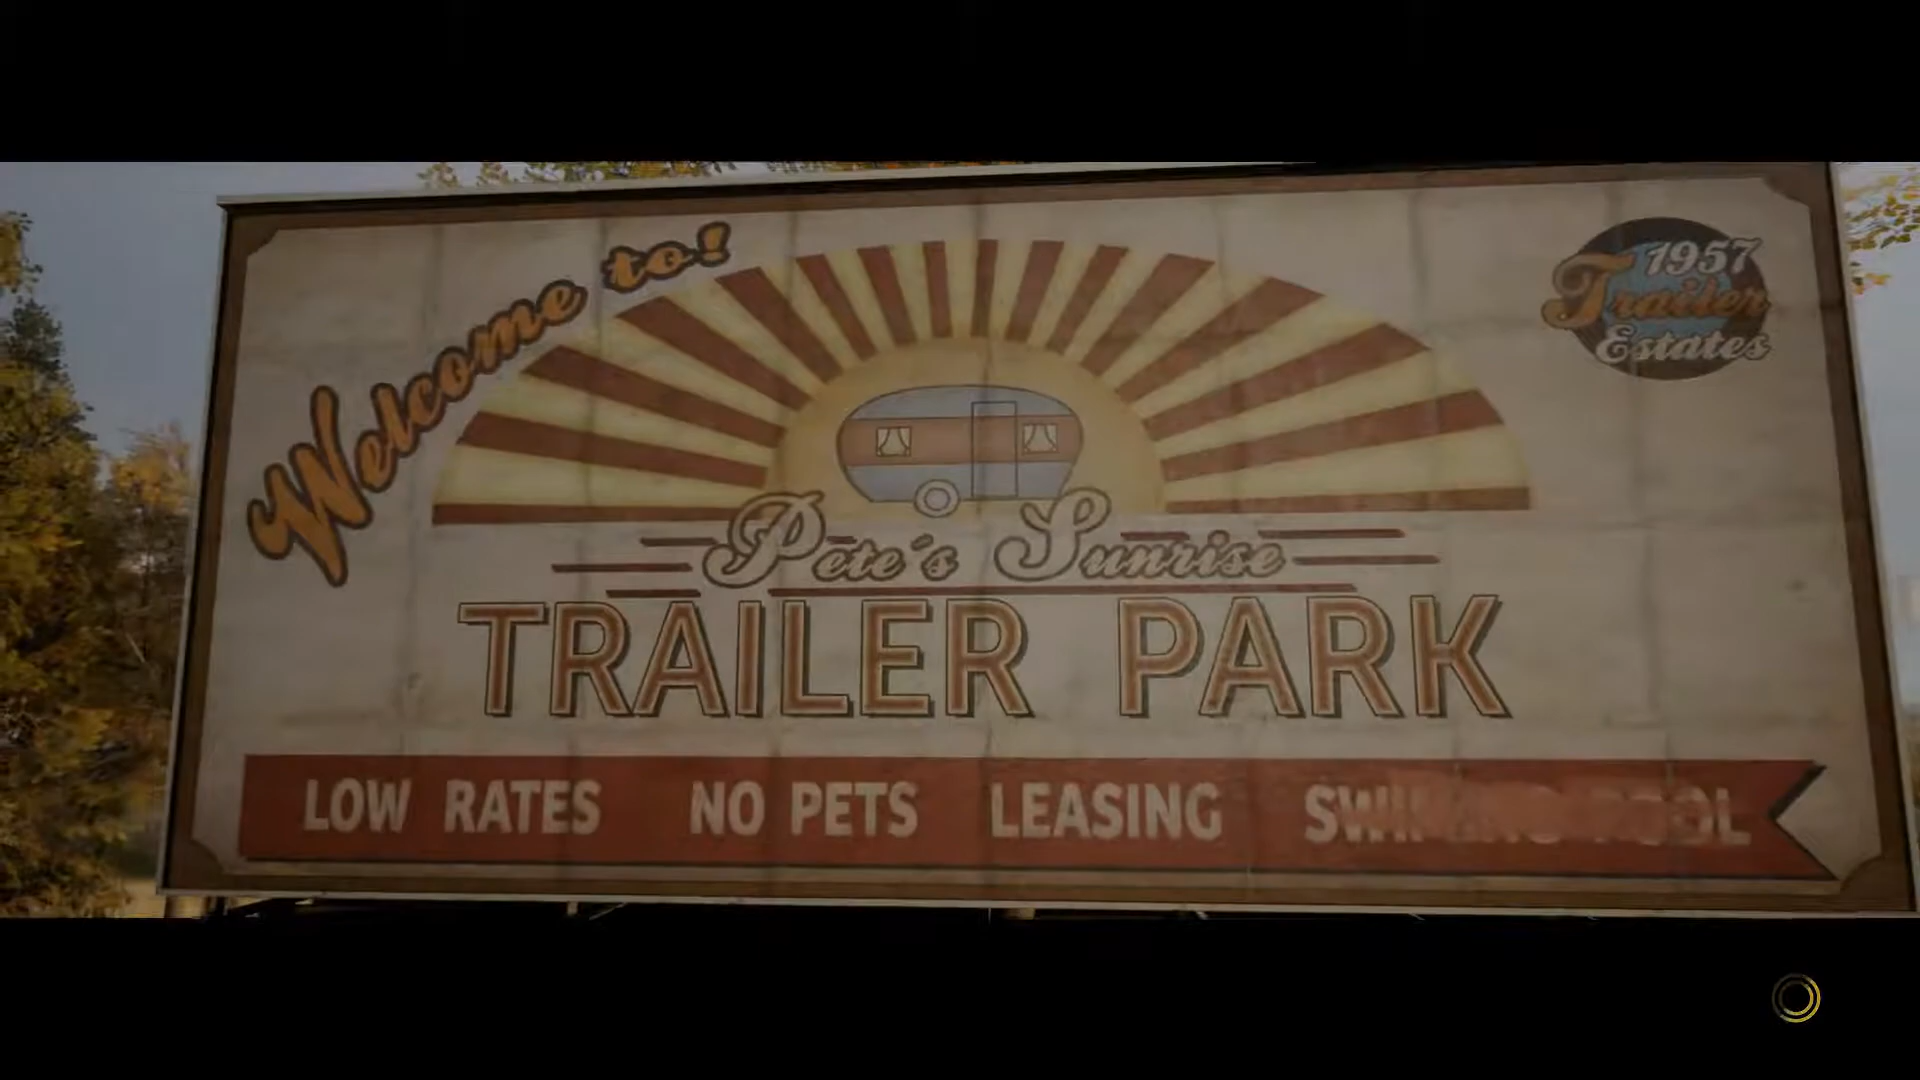 Welcome to!
1957
Trailer
Estates
Pete's Sunrise
TRAILER PARK
LOW RATES NO PETS LEASING